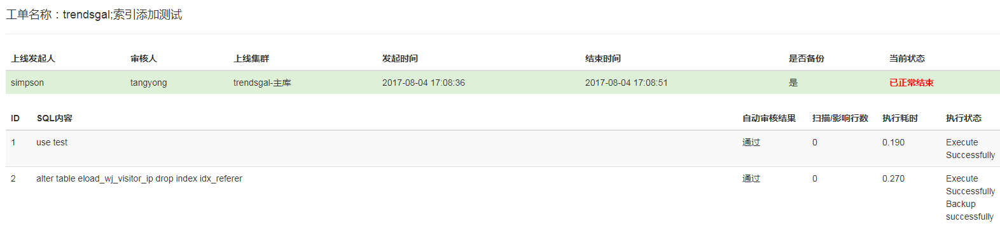 工单名称：trendsgal;索引添加测试
上线发起人 审核人 上线集群 发起时间 结束时间 是否备份 当前状态
simpson tangyong trendsgal-主库 2017-08-04 17:08:36 2017-08-04 17:08:51 是 已正常结束
ID SQL内容 自动审核结果 扫描/影响行数 执行耗时 执行状态
1 use test 通过 0 0.190 Execute
Successfully
2 alter table eload_wj_visitor_ip drop index idx_referer 通过 0 0.270 Execute
Successfully
Backup
successfully